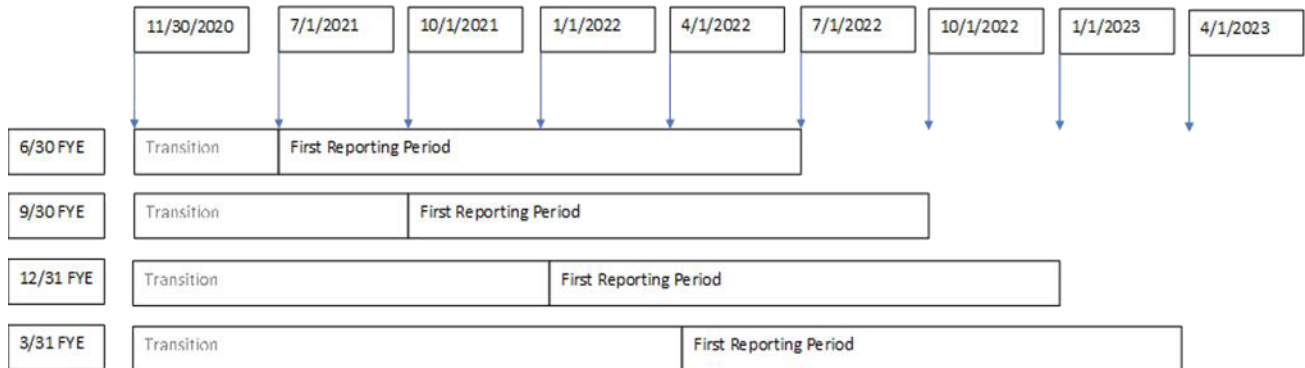 11/30/2020 7/1/2021 10/1/2021 1/1/2022 4/1/2022 7/1/2022 10/1/2022 1/1/2023 4/1/2023
6/30 FYE Transition First Reporting Period
9/30 FYE Transition First Reporting Period
12/31 FYE Transition First Reporting Period
3/31 FYE Transition First Reporting Period